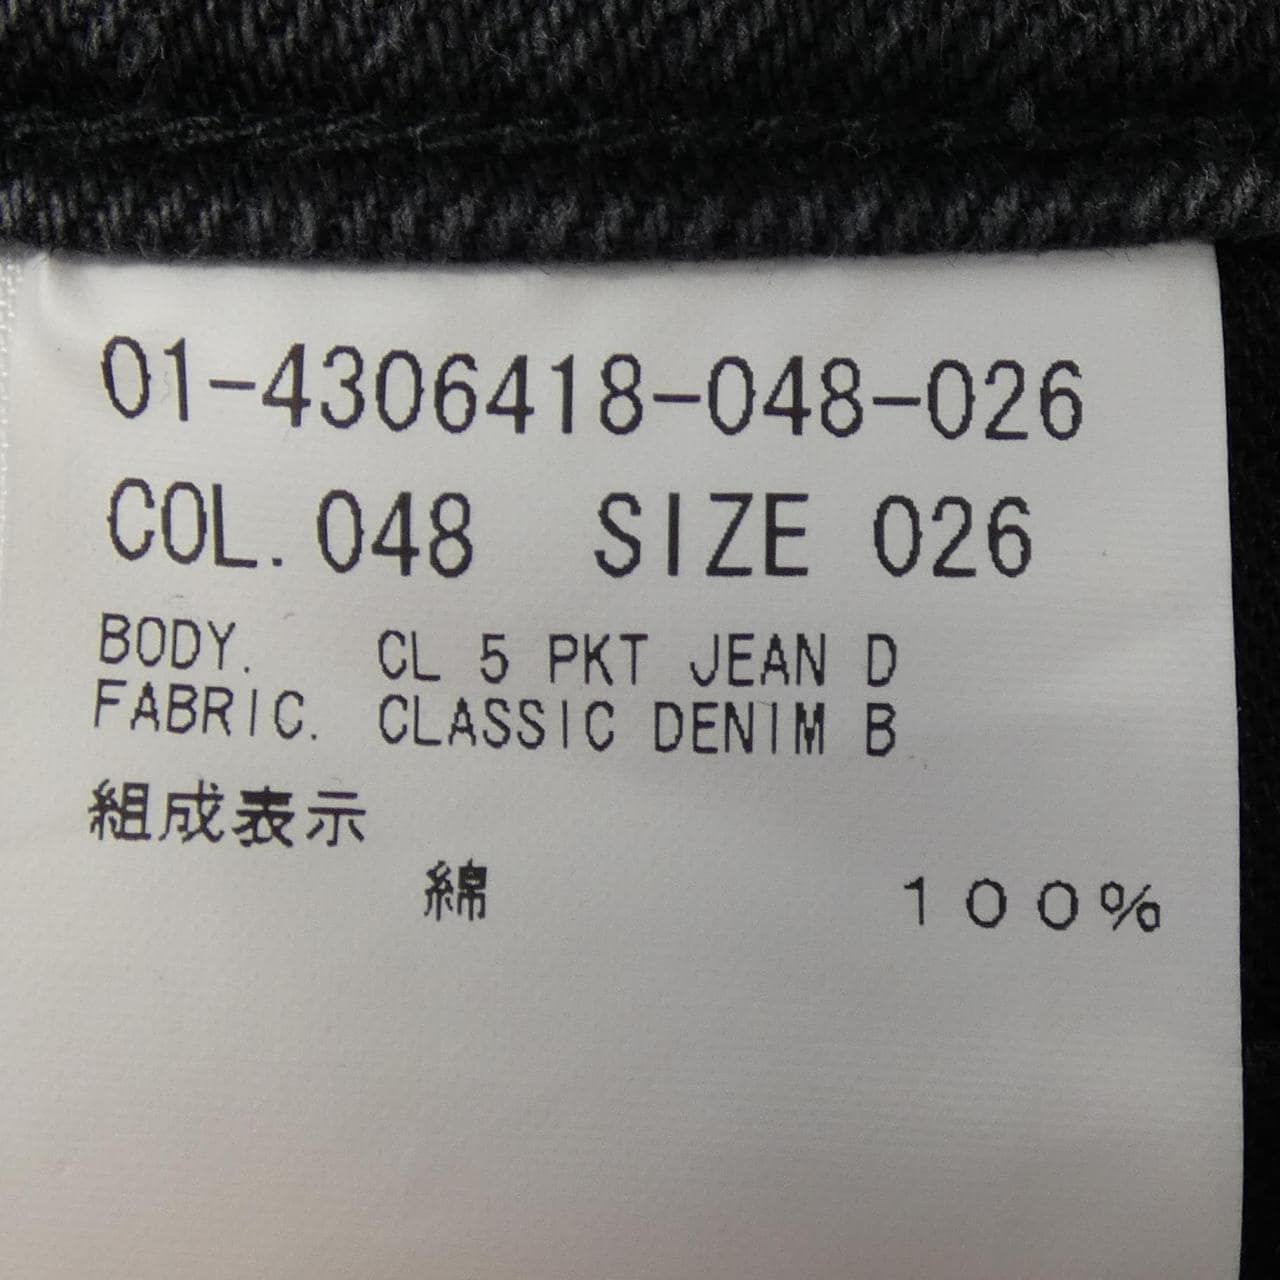 01-4306418-048-026
COL. 048 SIZE 026
BODY. CL 5 PKT JEAN D
FABRIC. CLASSIC DENIM B
組成表示
綿 100%